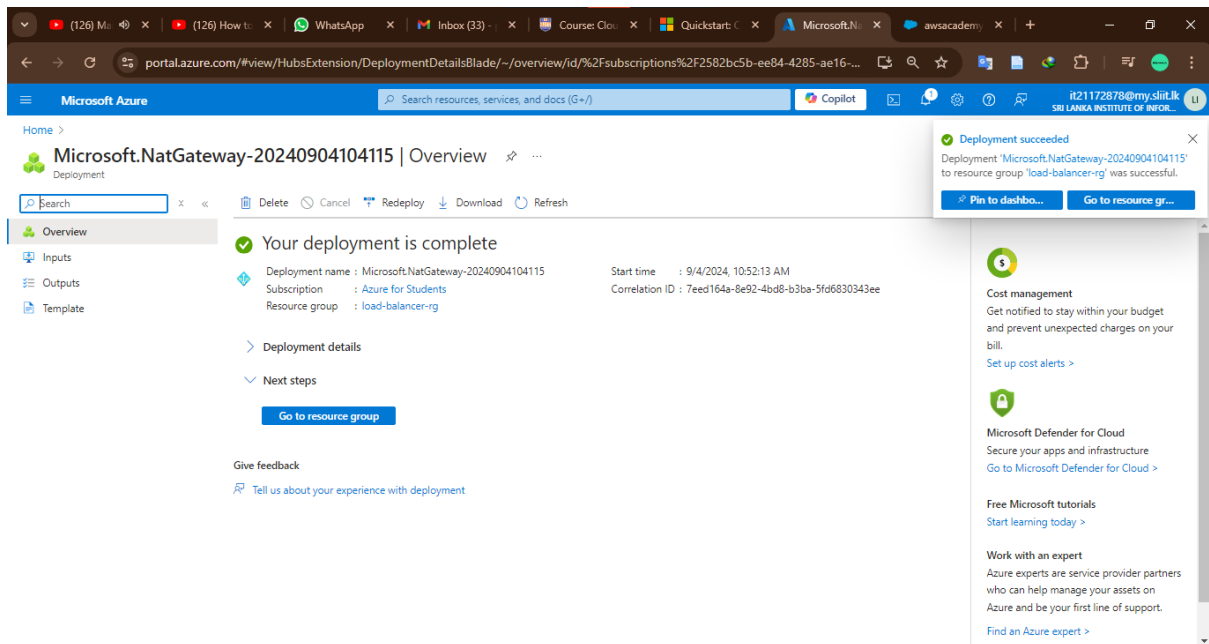 (126) Ma
(126) How to
WhatsApp
Inbox (33) -
Course: Clou
Quickstart: C
Microsoft.Na
awsacademy
portal.azure.com/#view/HubsExtension/DeploymentDetailsBlade/~/overview/id/%2Fsubscriptions%2F2582bc5b-ee84-4285-ae16-...
Microsoft Azure
Search resources, services, and docs (G+/)
Copilot
1
it21172878@my.sliit.lk
SRI LANKA INSTITUTE OF INFOR...
LI
Home >
Microsoft.NatGateway-20240904104115 | Overview
Deployment
Deployment succeeded
Deployment 'Microsoft.NatGateway-20240904104115'
to resource group 'load-balancer-rg' was successful.
Pin to dashbo...
Go to resource gr...
Search
Delete
Cancel
Redeploy
Download
Refresh
Overview
Inputs
Outputs
Template
Your deployment is complete
Deployment name : Microsoft.NatGateway-20240904104115
Subscription : Azure for Students
Resource group : load-balancer-rg
Start time : 9/4/2024, 10:52:13 AM
Correlation ID : 7eed164a-8e92-4bd8-b3ba-5fd6830343ee
Deployment details
Next steps
Go to resource group
Give feedback
Tell us about your experience with deployment
Cost management
Get notified to stay within your budget
and prevent unexpected charges on your
bill.
Set up cost alerts >
Microsoft Defender for Cloud
Secure your apps and infrastructure
Go to Microsoft Defender for Cloud >
Free Microsoft tutorials
Start learning today >
Work with an expert
Azure experts are service provider partners
who can help manage your assets on
Azure and be your first line of support.
Find an Azure expert >